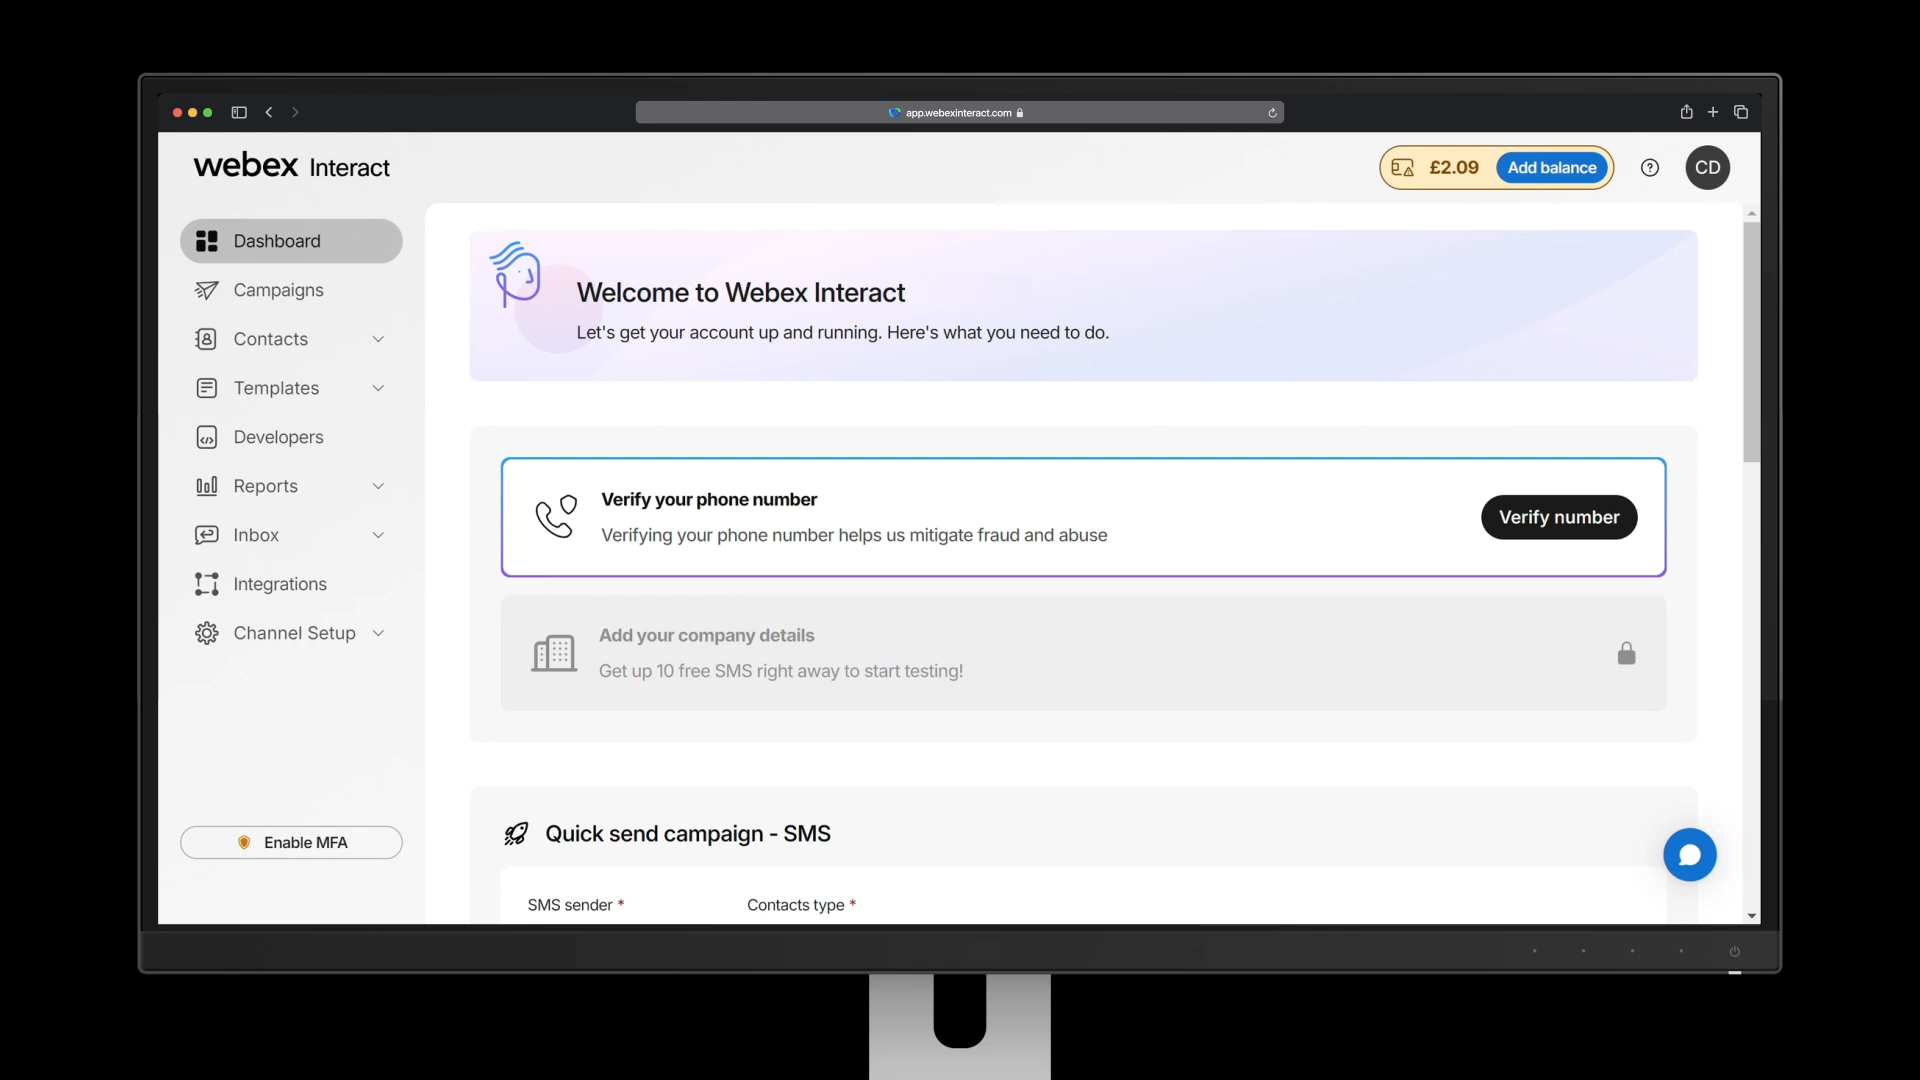 app.webexinteract.com
webex Interact
£2.09
Add balance
CD
Dashboard
Campaigns
Contacts
Templates
Developers
Reports
Inbox
Integrations
Channel Setup
Enable MFA
Welcome to Webex Interact
Let's get your account up and running. Here's what you need to do.
Verify your phone number
Verifying your phone number helps us mitigate fraud and abuse
Verify number
Add your company details
Get up 10 free SMS right away to start testing!
Quick send campaign - SMS
SMS sender *
Contacts type *